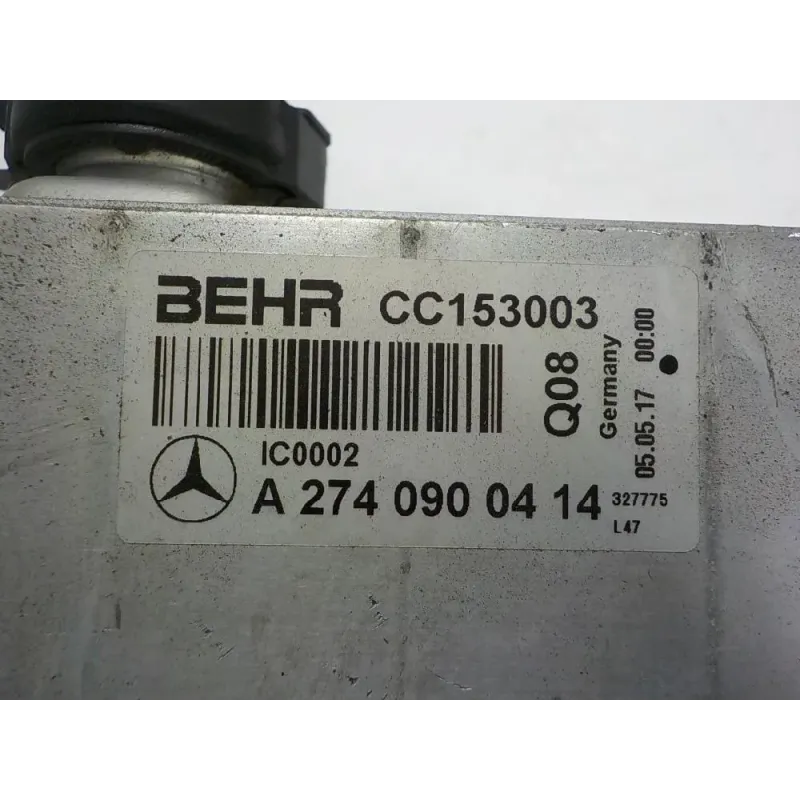 BEHR CC153003
Q08
Germany
05.05.17 00:00
IC0002
A 274 090 04 14
327775
L47